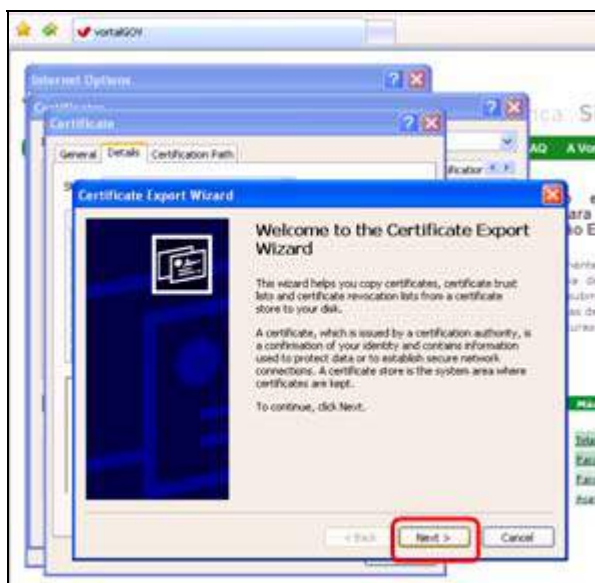 vortalGOV
Internet Options
Certificates
Certificate
General Details Certification Path
AQ A Vor
Certificate Export Wizard
Welcome to the Certificate Export
Wizard
This wizard helps you copy certificates, certificate trust
lists and certificate revocation lists from a certificate
store to your disk.
A certificate, which is issued by a certification authority, is
a confirmation of your identity and contains information
used to protect data or to establish secure network
connections. A certificate store is the system area where
certificates are kept.
To continue, click Next.
< Back Next > Cancel